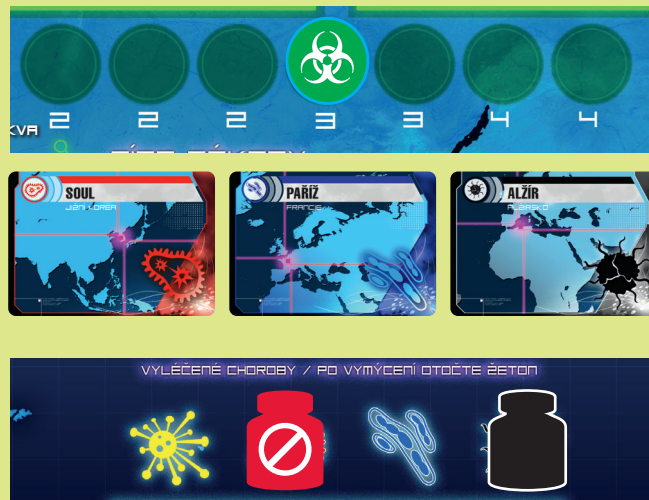 2 2 2 3 3 4 4
KVA
SOUL
JIŽNÍ KOREA
PAŘÍŽ
FRANCIE
ALŽÍR
ALŽÍRSKO
VYLÉČENÉ CHOROBY / PO VYMÝCENÍ OTOČTE ŽETON